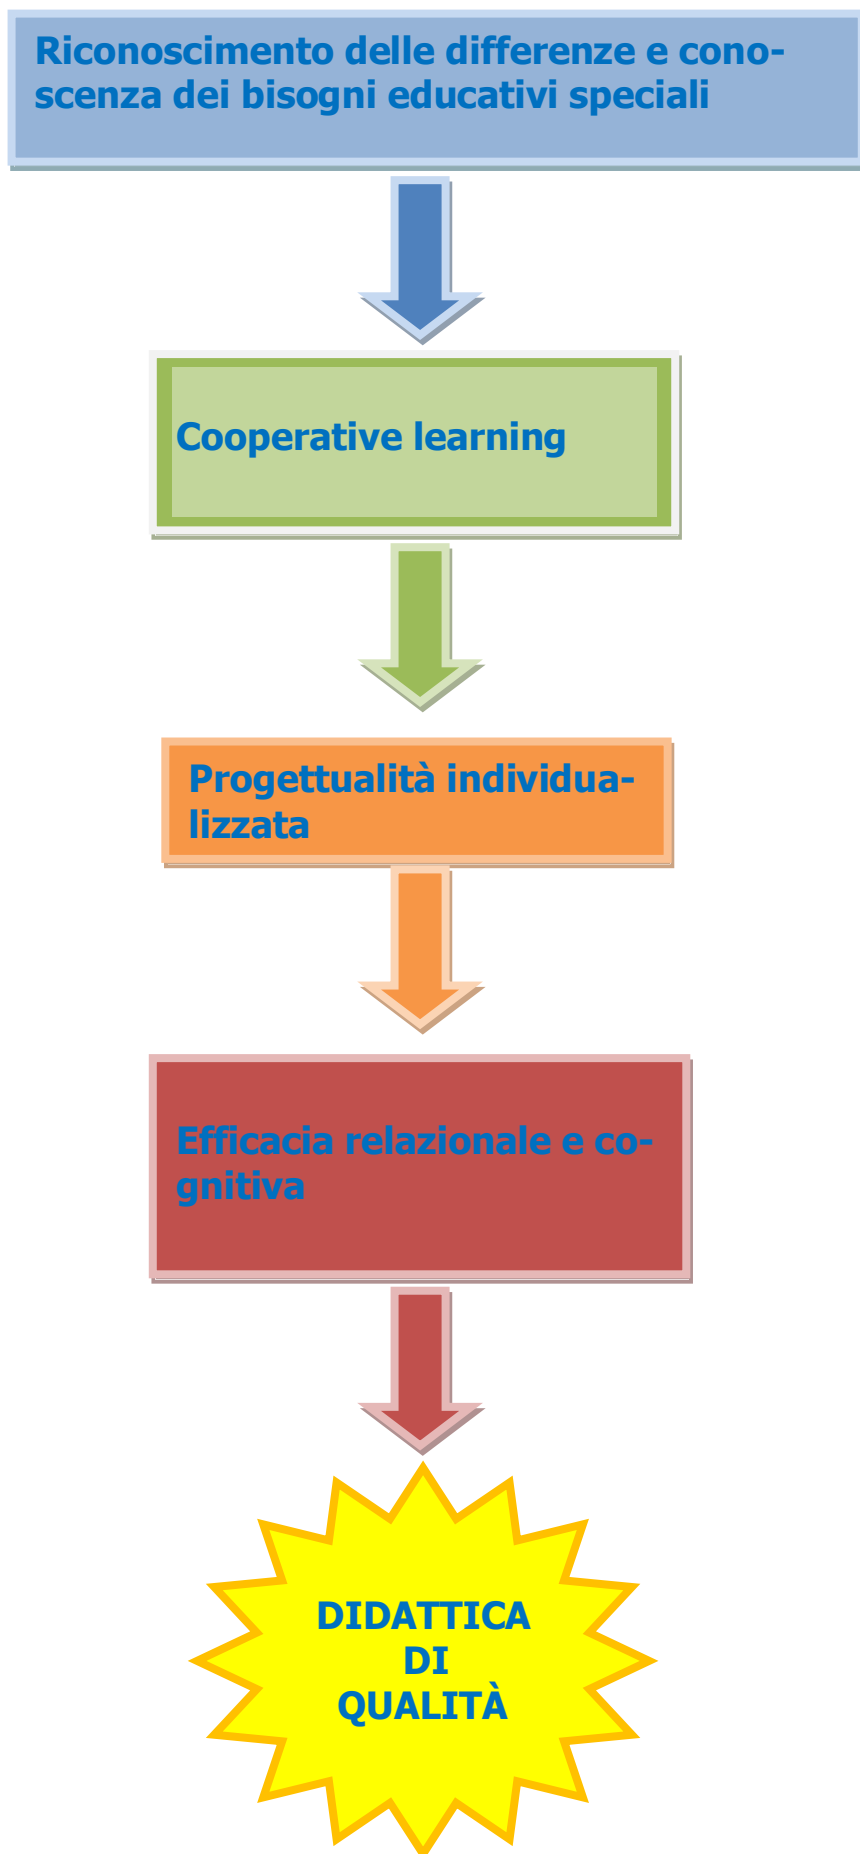 Riconoscimento delle differenze e cono-
scenza dei bisogni educativi speciali
Cooperative learning
Progettualità individua-
lizzata
Efficacia relazionale e co-
gnitiva
DIDATTICA
DI
QUALITÀ